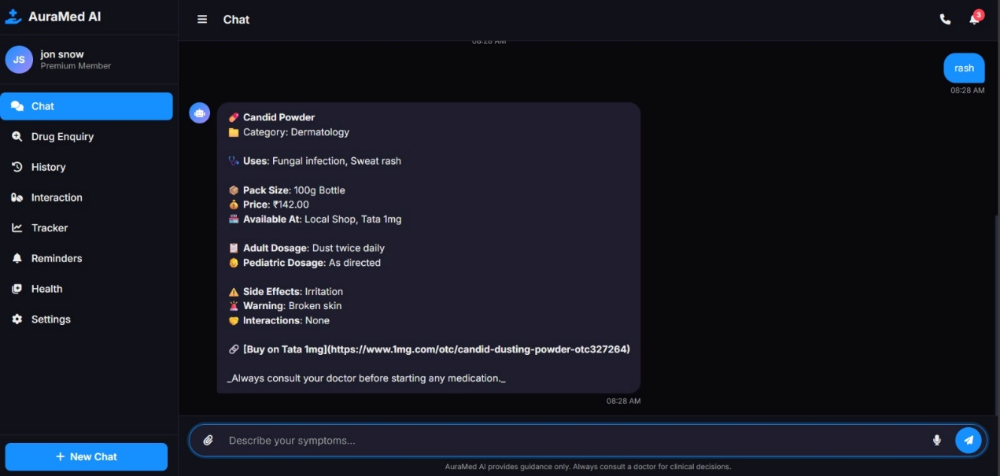 AuraMed AI
JS
jon snow
Premium Member
Chat
Drug Enquiry
History
Interaction
Tracker
Reminders
Health
Settings
+ New Chat
Chat
3
08:28 AM
rash
08:28 AM
Candid Powder
Category: Dermatology
Uses: Fungal infection, Sweat rash
Pack Size: 100g Bottle
Price: ₹142.00
Available At: Local Shop, Tata 1mg
Adult Dosage: Dust twice daily
Pediatric Dosage: As directed
Side Effects: Irritation
Warning: Broken skin
Interactions: None
[Buy on Tata 1mg](https://www.1mg.com/otc/candid-dusting-powder-otc327264)
_Always consult your doctor before starting any medication._
08:28 AM
Describe your symptoms...
AuraMed AI provides guidance only. Always consult a doctor for clinical decisions.